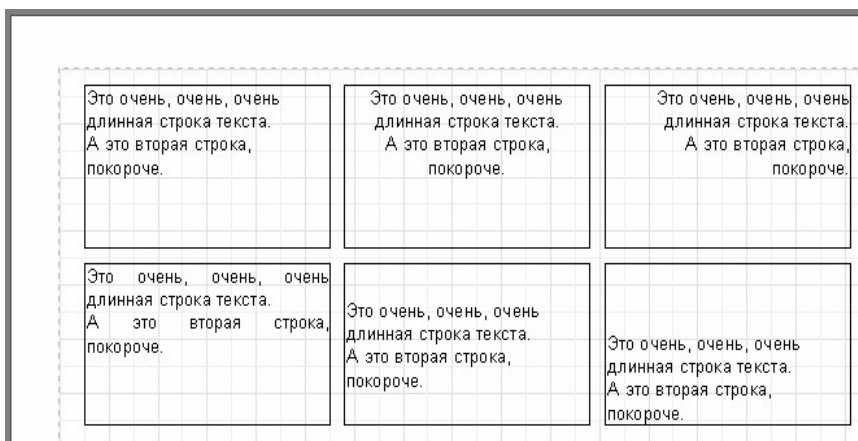 Это очень, очень, очень
длинная строка текста.
А это вторая строка,
покороче.
Это очень, очень, очень
длинная строка текста.
А это вторая строка,
покороче.
Это очень, очень, очень
длинная строка текста.
А это вторая строка,
покороче.
Это очень, очень, очень
длинная строка текста.
А это вторая строка,
покороче.
Это очень, очень, очень
длинная строка текста.
А это вторая строка,
покороче.
Это очень, очень, очень
длинная строка текста.
А это вторая строка,
покороче.